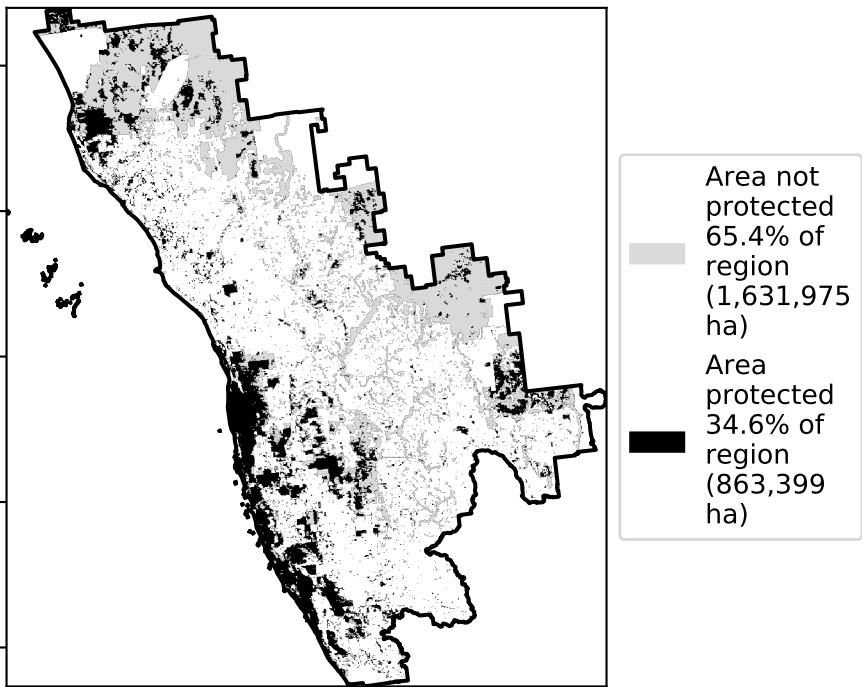 Area not
protected
65.4% of
region
(1,631,975
ha)
Area
protected
34.6% of
region
(863,399
ha)